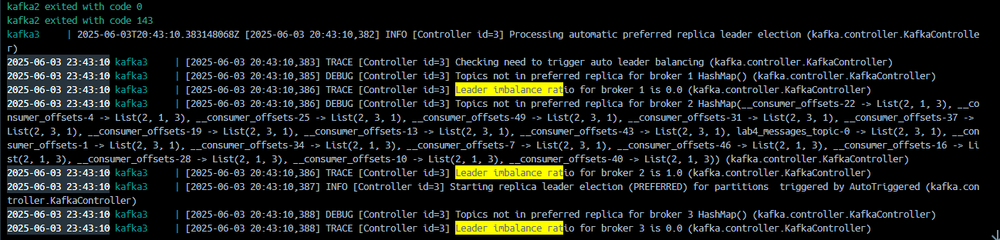 kafka2 exited with code 0
kafka2 exited with code 143
kafka3     | 2025-06-03T20:43:10.383148068Z [2025-06-03 20:43:10,382] INFO [Controller id=3] Processing automatic preferred replica leader election (kafka.controller.KafkaControlle
r)
2025-06-03 23:43:10 kafka3     | [2025-06-03 20:43:10,383] TRACE [Controller id=3] Checking need to trigger auto leader balancing (kafka.controller.KafkaController)
2025-06-03 23:43:10 kafka3     | [2025-06-03 20:43:10,385] DEBUG [Controller id=3] Topics not in preferred replica for broker 1 HashMap() (kafka.controller.KafkaController)
2025-06-03 23:43:10 kafka3     | [2025-06-03 20:43:10,386] TRACE [Controller id=3] Leader imbalance ratio for broker 1 is 0.0 (kafka.controller.KafkaController)
2025-06-03 23:43:10 kafka3     | [2025-06-03 20:43:10,386] DEBUG [Controller id=3] Topics not in preferred replica for broker 2 HashMap(__consumer_offsets-22 -> List(2, 1, 3), __co
nsumer_offsets-4 -> List(2, 1, 3), __consumer_offsets-25 -> List(2, 3, 1), __consumer_offsets-49 -> List(2, 3, 1), __consumer_offsets-31 -> List(2, 3, 1), __consumer_offsets-37 ->
List(2, 3, 1), __consumer_offsets-19 -> List(2, 3, 1), __consumer_offsets-13 -> List(2, 3, 1), __consumer_offsets-43 -> List(2, 3, 1), lab4_messages_topic-0 -> List(2, 3, 1), __con
sumer_offsets-1 -> List(2, 3, 1), __consumer_offsets-34 -> List(2, 1, 3), __consumer_offsets-7 -> List(2, 3, 1), __consumer_offsets-46 -> List(2, 1, 3), __consumer_offsets-16 -> Li
st(2, 1, 3), __consumer_offsets-28 -> List(2, 1, 3), __consumer_offsets-10 -> List(2, 1, 3), __consumer_offsets-40 -> List(2, 1, 3)) (kafka.controller.KafkaController)
2025-06-03 23:43:10 kafka3     | [2025-06-03 20:43:10,386] TRACE [Controller id=3] Leader imbalance ratio for broker 2 is 1.0 (kafka.controller.KafkaController)
2025-06-03 23:43:10 kafka3     | [2025-06-03 20:43:10,387] INFO [Controller id=3] Starting replica leader election (PREFERRED) for partitions  triggered by AutoTriggered (kafka.con
troller.KafkaController)
2025-06-03 23:43:10 kafka3     | [2025-06-03 20:43:10,388] DEBUG [Controller id=3] Topics not in preferred replica for broker 3 HashMap() (kafka.controller.KafkaController)
2025-06-03 23:43:10 kafka3     | [2025-06-03 20:43:10,388] TRACE [Controller id=3] Leader imbalance ratio for broker 3 is 0.0 (kafka.controller.KafkaController)